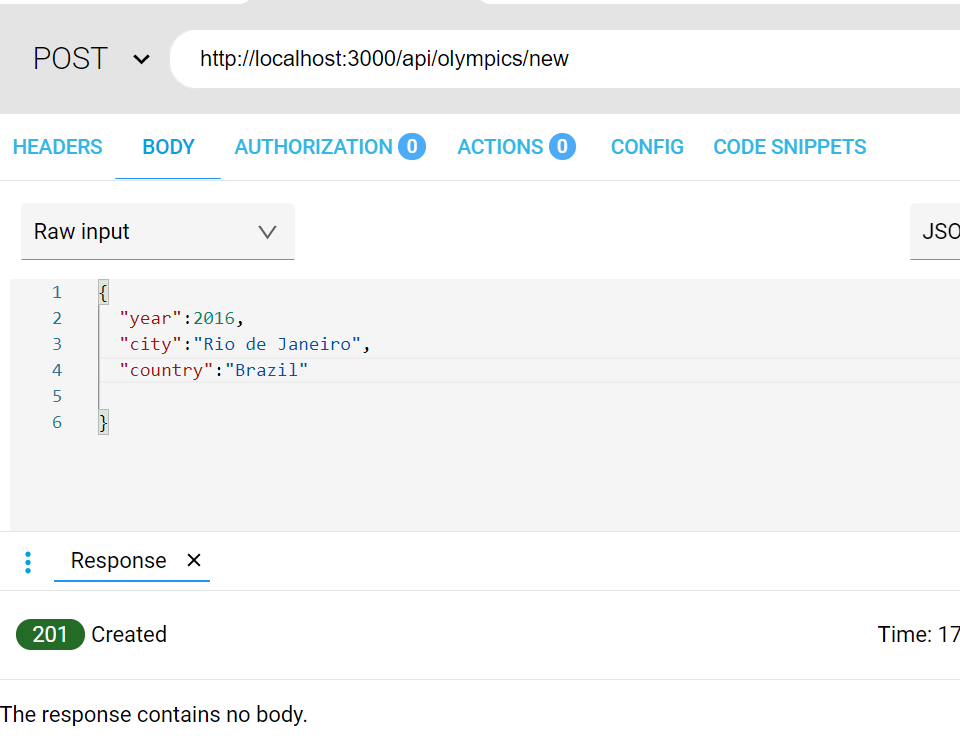 POST http://localhost:3000/api/olympics/new
HEADERS BODY AUTHORIZATION 0 ACTIONS 0 CONFIG CODE SNIPPETS
Raw input JSO
1 {
2 "year":2016,
3 "city":"Rio de Janeiro",
4 "country":"Brazil"
5
6 }
Response
201 Created Time: 17
The response contains no body.